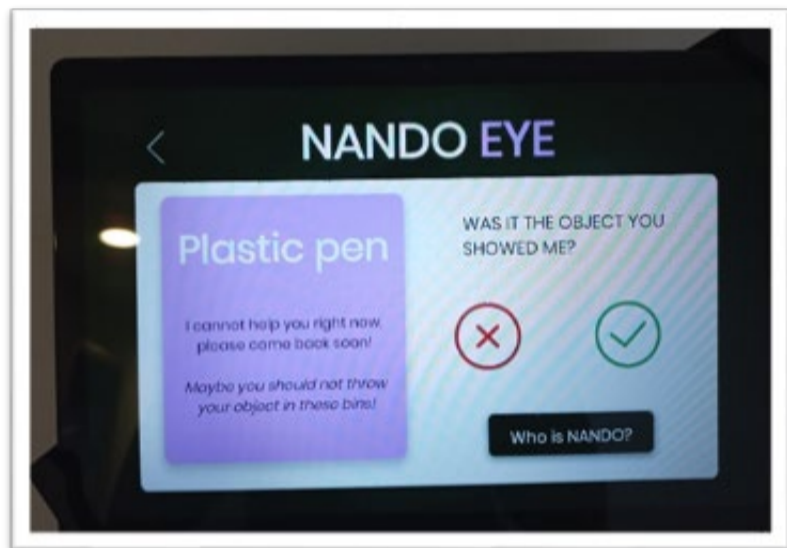 NANDO EYE
Plastic pen
I cannot help you right now,
please come back soon!
Maybe you should not throw
your object in these bins!
WAS IT THE OBJECT YOU
SHOWED ME?
Who is NANDO?